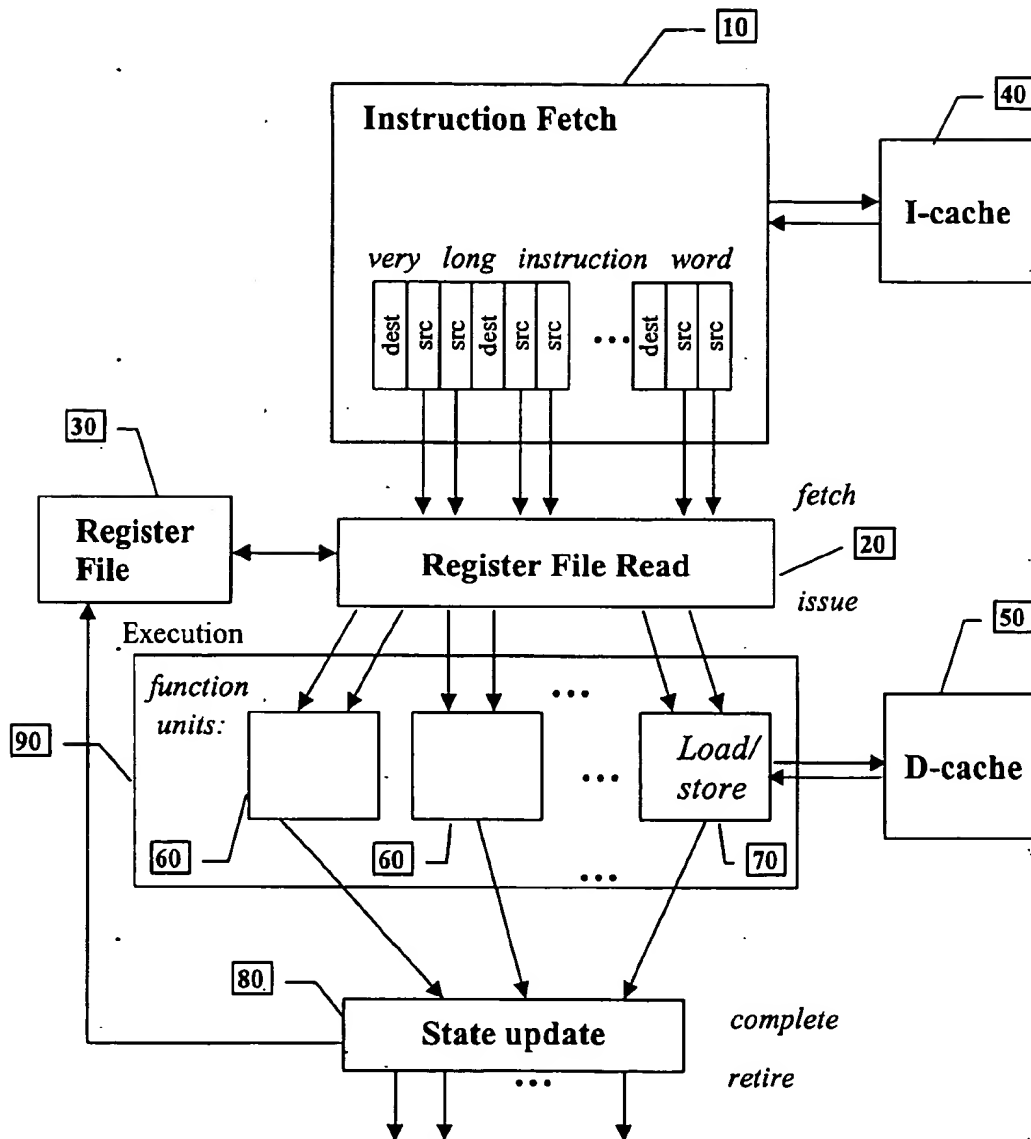 10
Instruction Fetch
40
I-cache
very long instruction word
dest src src dest src src ... dest src src
30
Register
File
fetch
Register File Read
20
issue
Execution
50
function
units:
...
90
Load/
store
...
D-cache
60
60
70
...
80
State update
complete
retire
...